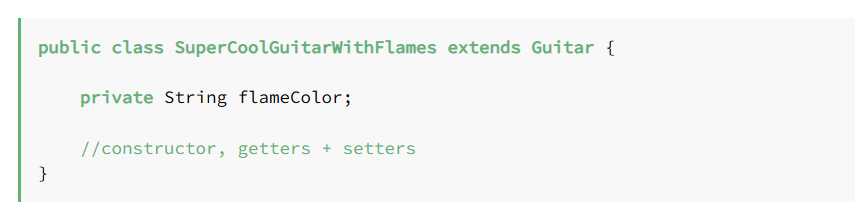 public class SuperCoolGuitarWithFlames extends Guitar {
private String flameColor;
//constructor, getters + setters
}